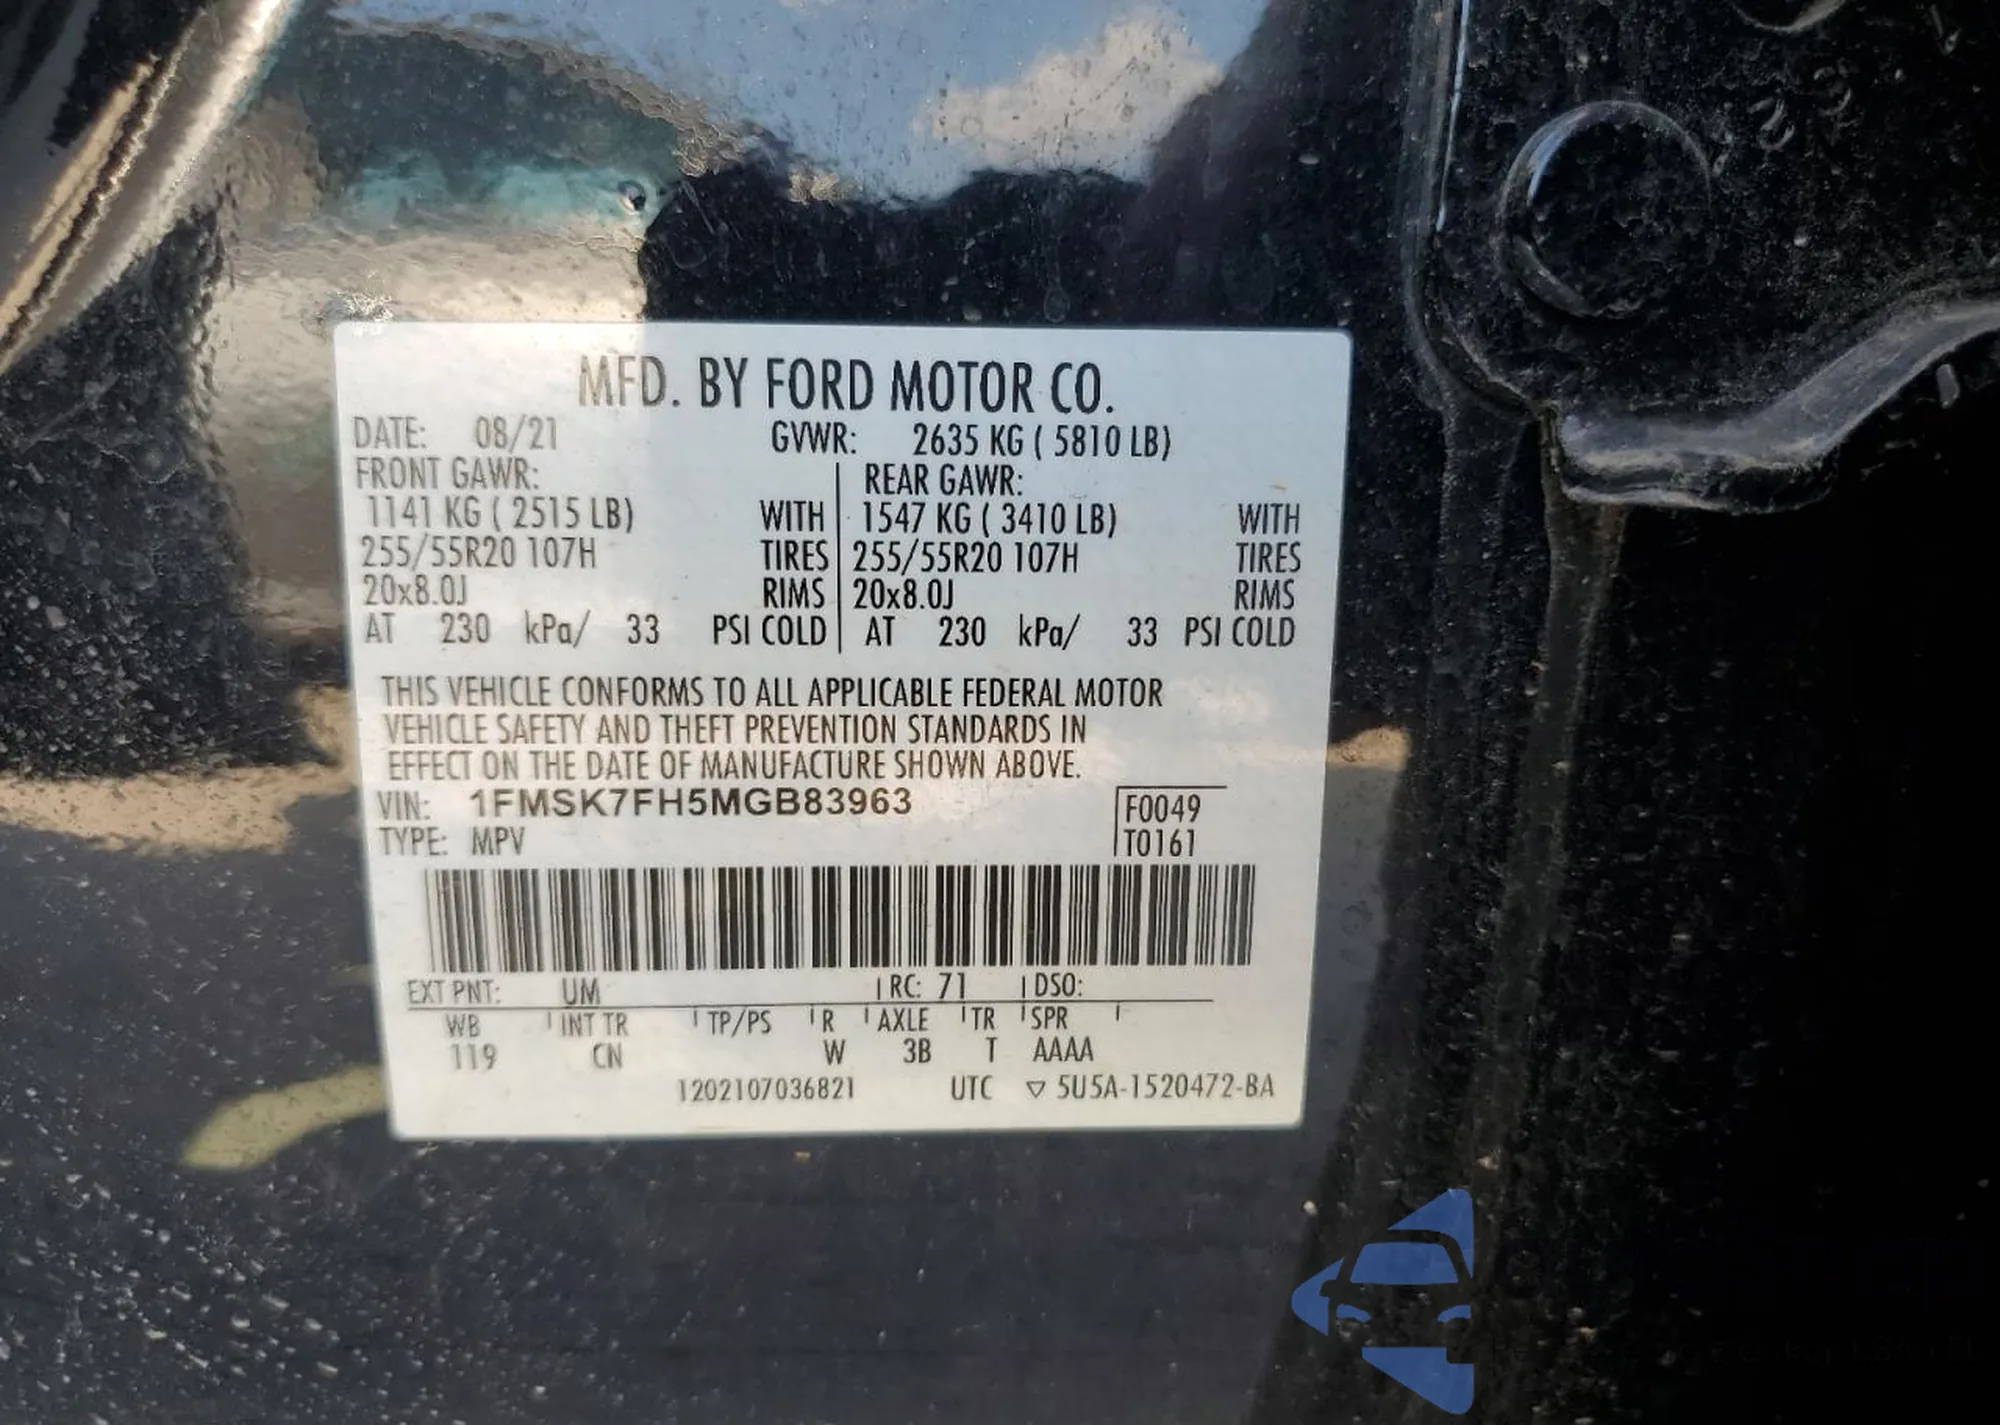 MFD. BY FORD MOTOR CO.
DATE: 08/21 GVWR: 2635 KG ( 5810 LB)
FRONT GAWR: REAR GAWR:
1141 KG ( 2515 LB) WITH 1547 KG ( 3410 LB) WITH
255/55R20 107H TIRES 255/55R20 107H TIRES
20x8.0J RIMS 20x8.0J RIMS
AT 230 kPa/ 33 PSI COLD AT 230 kPa/ 33 PSI COLD
THIS VEHICLE CONFORMS TO ALL APPLICABLE FEDERAL MOTOR
VEHICLE SAFETY AND THEFT PREVENTION STANDARDS IN
EFFECT ON THE DATE OF MANUFACTURE SHOWN ABOVE.
VIN: 1FMSK7FH5MGB83963 F0049
TYPE: MPV T0161
EXT PNT: UM RC: 71 DSO:
WB INT TR TP/PS R AXLE TR SPR
119 CN W 3B T AAAA
1202107036821 UTC ▽ 5U5A-1520472-BA